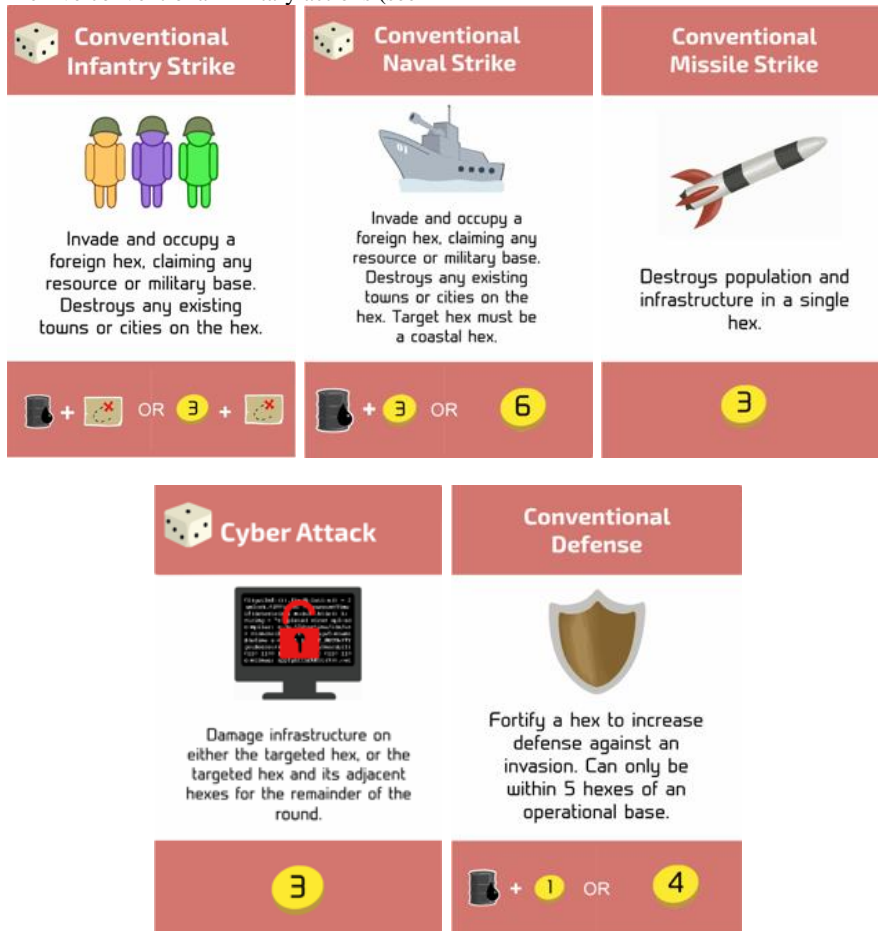 Conventional
Infantry Strike
Invade and occupy a
foreign hex, claiming any
resource or military base.
Destroys any existing
towns or cities on the hex.
+ OR 3 +
Conventional
Naval Strike
01
Invade and occupy a
foreign hex, claiming any
resource or military base.
Destroys any existing
towns or cities on the
hex. Target hex must be
a coastal hex.
+ 3 OR 6
Conventional
Missile Strike
Destroys population and
infrastructure in a single
hex.
3
Cyber Attack
Damage infrastructure on
either the targeted hex, or the
targeted hex and its adjacent
hexes for the remainder of the
round.
3
Conventional
Defense
Fortify a hex to increase
defense against an
invasion. Can only be
within 5 hexes of an
operational base.
+ 1 OR 4